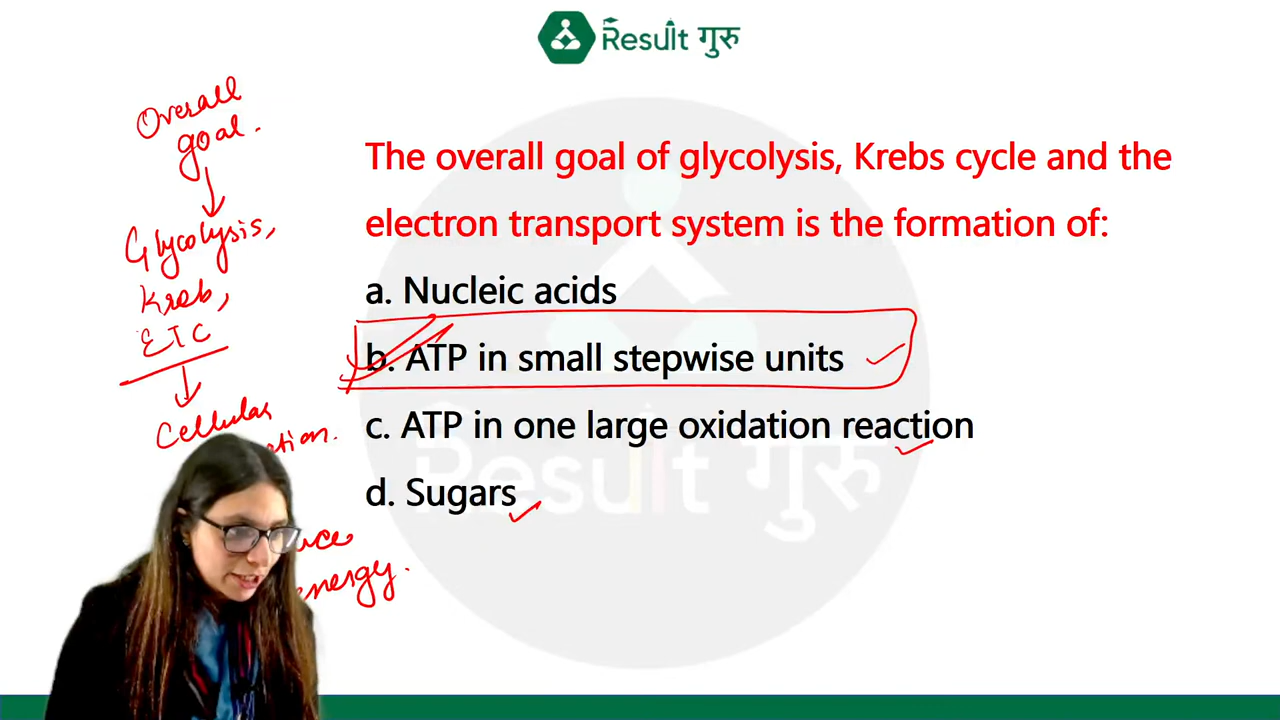 Result गुरु
Overall
goal.
Glycolysis,
Kreb,
ETC
Cellular
energy.
The overall goal of glycolysis, Krebs cycle and the
electron transport system is the formation of:
a. Nucleic acids
b. ATP in small stepwise units
c. ATP in one large oxidation reaction
d. Sugars
Result गुरु